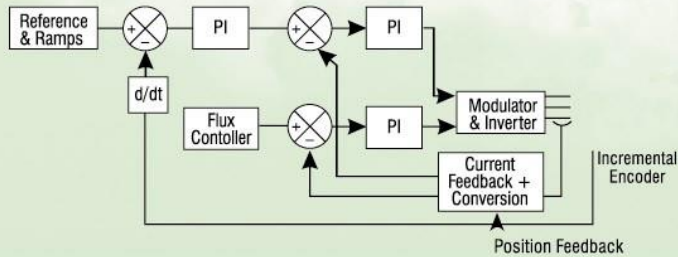 Reference
& Ramps
+
−
PI
+
−
PI
d/dt
Flux
Contoller
+
−
PI
Modulator
& Inverter
Current
Feedback +
Conversion
Incremental
Encoder
Position Feedback